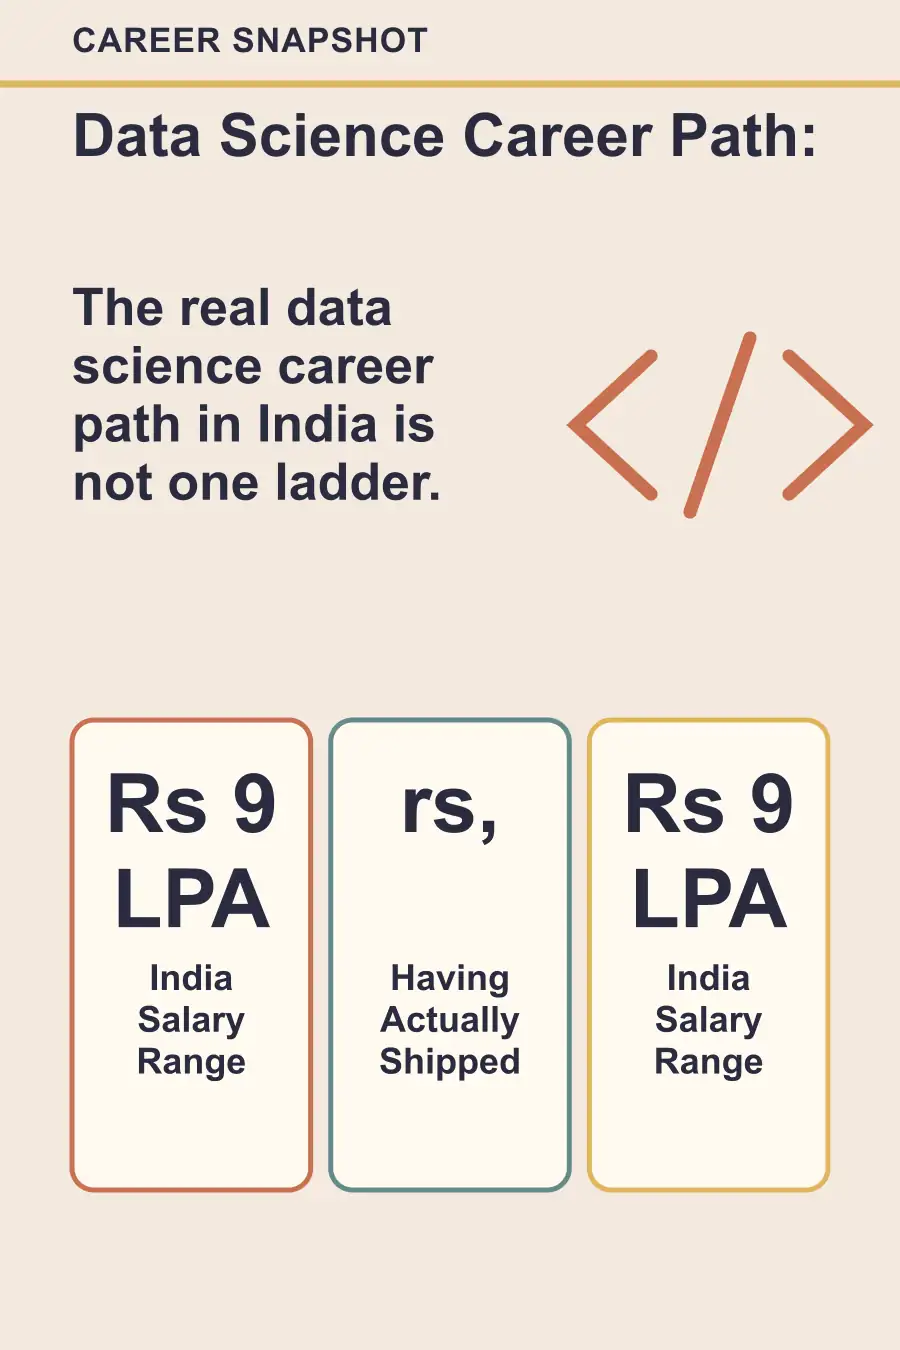 CAREER SNAPSHOT
Data Science Career Path:
The real data
science career
path in India is
not one ladder.
Rs 9
LPA
India
Salary
Range
rs,
Having
Actually
Shipped
Rs 9
LPA
India
Salary
Range